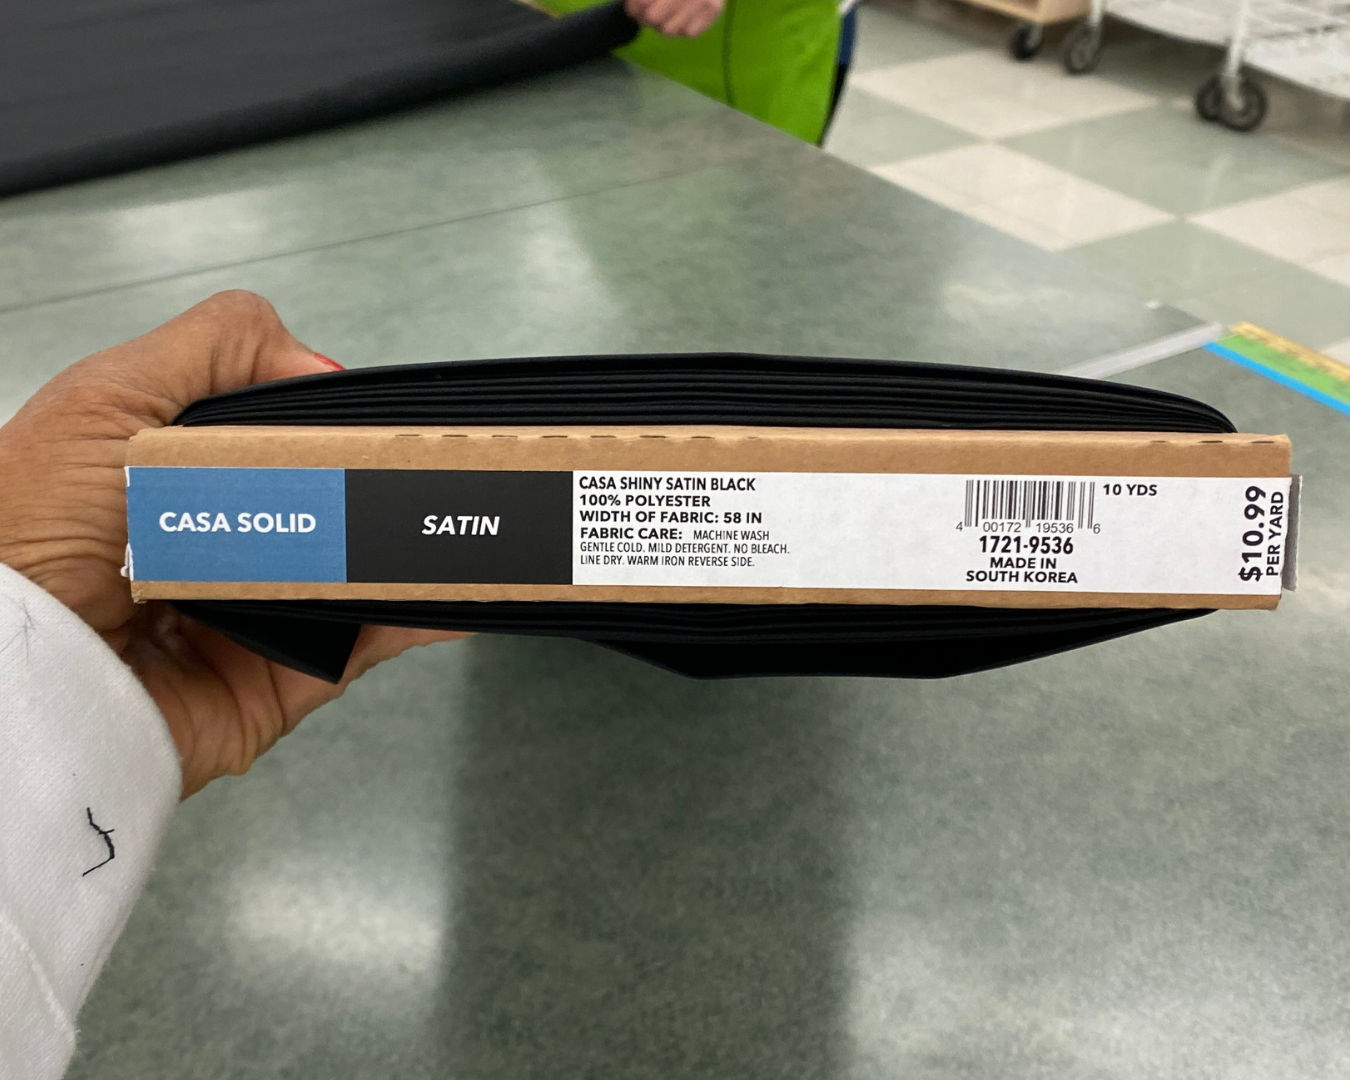 CASA SOLID
SATIN
CASA SHINY SATIN BLACK
100% POLYESTER
WIDTH OF FABRIC: 58 IN
FABRIC CARE: MACHINE WASH
GENTLE COLD. MILD DETERGENT. NO BLEACH.
LINE DRY. WARM IRON REVERSE SIDE.
4 00172 19536 6
1721-9536
MADE IN
SOUTH KOREA
10 YDS
$10.99
PER YARD